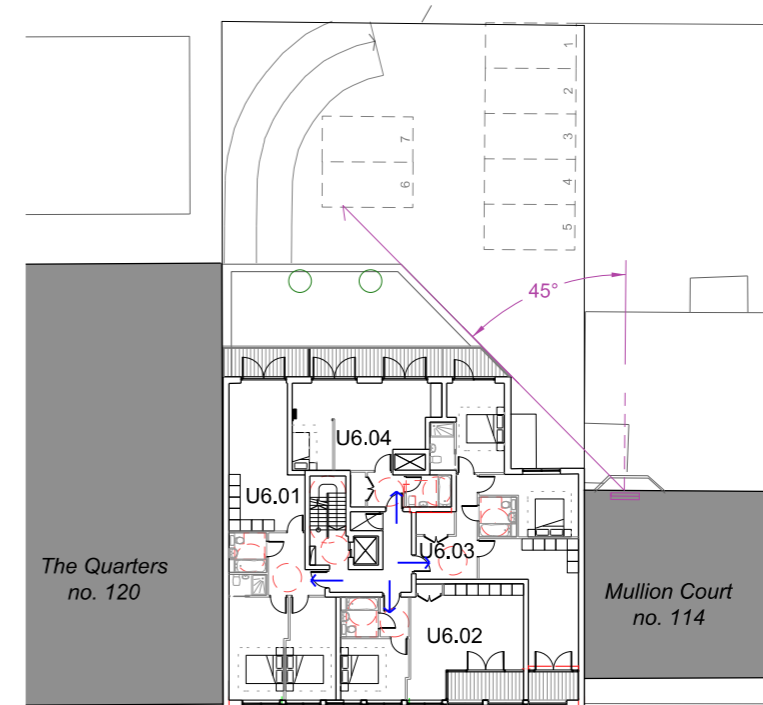 1
2
3
4
5
7
6
45°
U6.04
U6.01
U6.03
U6.02
The Quarters
no. 120
Mullion Court
no. 114